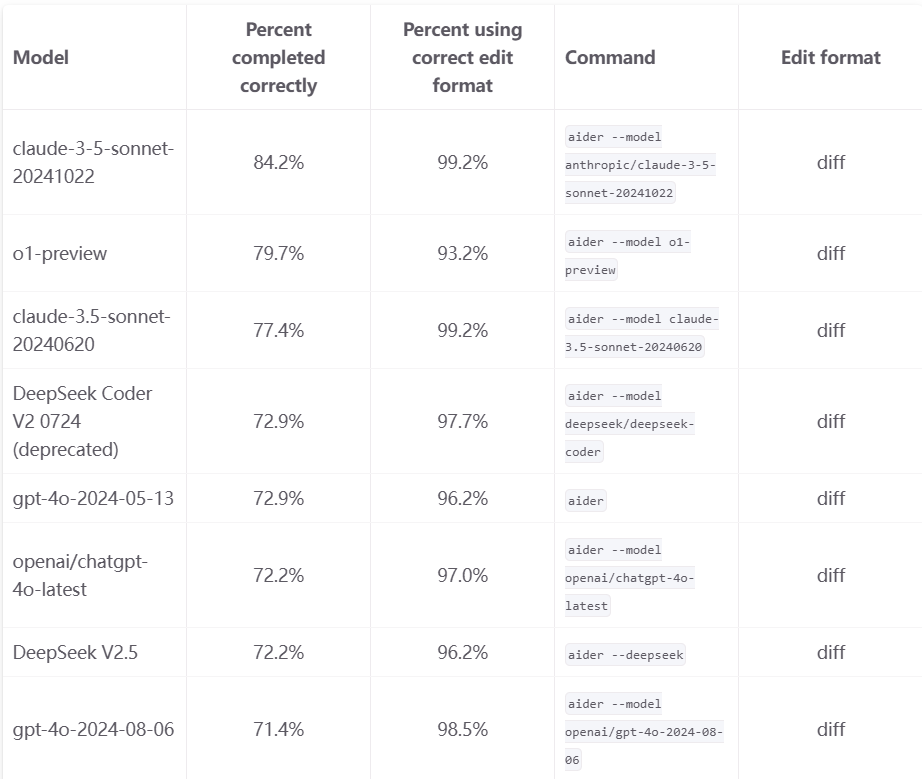 Model
Percent
completed
correctly
Percent using
correct edit
format
Command
Edit format
claude-3-5-sonnet-
20241022
84.2%
99.2%
aider --model
anthropic/claude-3-5-
sonnet-20241022
diff
o1-preview
79.7%
93.2%
aider --model o1-
preview
diff
claude-3.5-sonnet-
20240620
77.4%
99.2%
aider --model claude-
3.5-sonnet-20240620
diff
DeepSeek Coder
V2 0724
(deprecated)
72.9%
97.7%
aider --model
deepseek/deepseek-
coder
diff
gpt-4o-2024-05-13
72.9%
96.2%
aider
diff
openai/chatgpt-
4o-latest
72.2%
97.0%
aider --model
openai/chatgpt-4o-
latest
diff
DeepSeek V2.5
72.2%
96.2%
aider --deepseek
diff
gpt-4o-2024-08-06
71.4%
98.5%
aider --model
openai/gpt-4o-2024-08-
06
diff